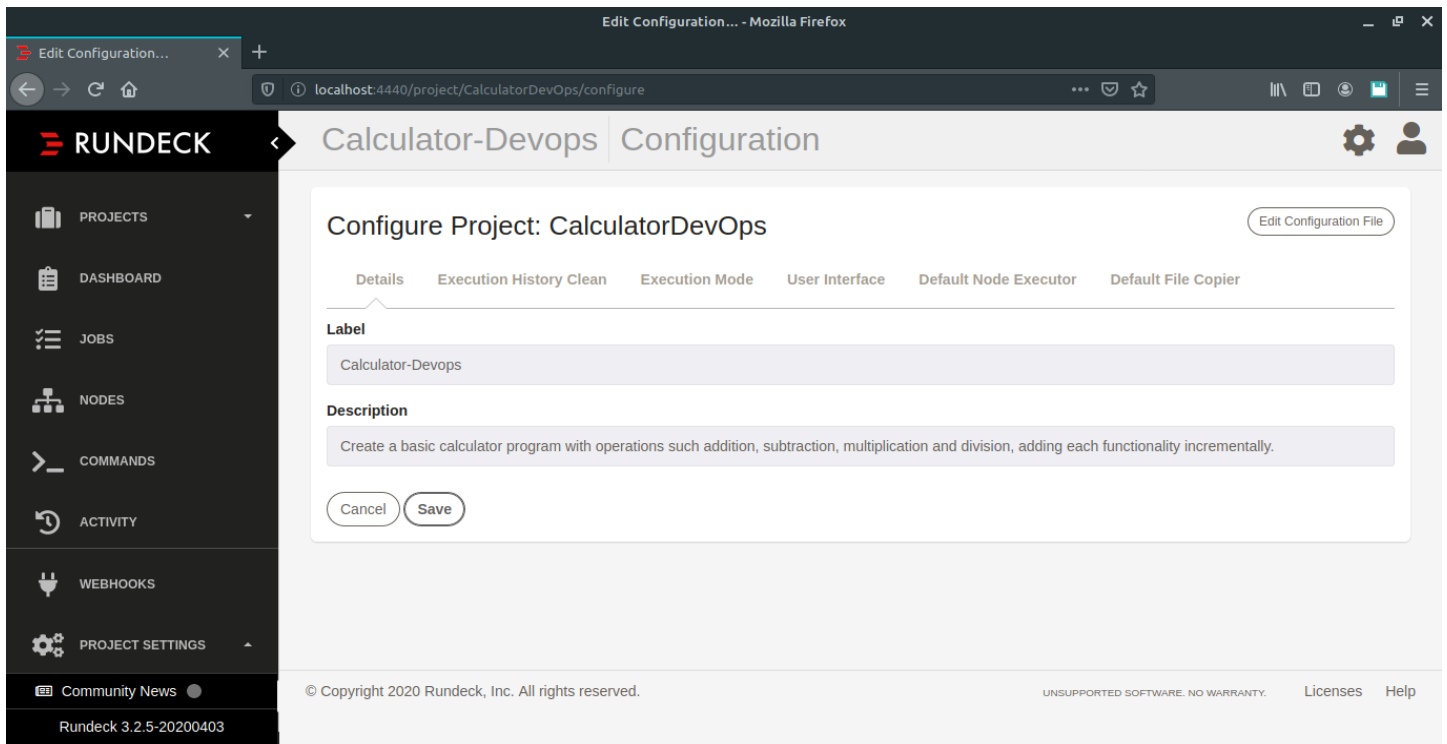 Edit Configuration... - Mozilla Firefox
Edit Configuration...
localhost:4440/project/CalculatorDevOps/configure
RUNDECK
Calculator-Devops Configuration
PROJECTS
DASHBOARD
JOBS
NODES
COMMANDS
ACTIVITY
WEBHOOKS
PROJECT SETTINGS
Community News
Rundeck 3.2.5-20200403
Configure Project: CalculatorDevOps
Edit Configuration File
Details Execution History Clean Execution Mode User Interface Default Node Executor Default File Copier
Label
Calculator-Devops
Description
Create a basic calculator program with operations such addition, subtraction, multiplication and division, adding each functionality incrementally.
Cancel Save
© Copyright 2020 Rundeck, Inc. All rights reserved.
UNSUPPORTED SOFTWARE. NO WARRANTY. Licenses Help